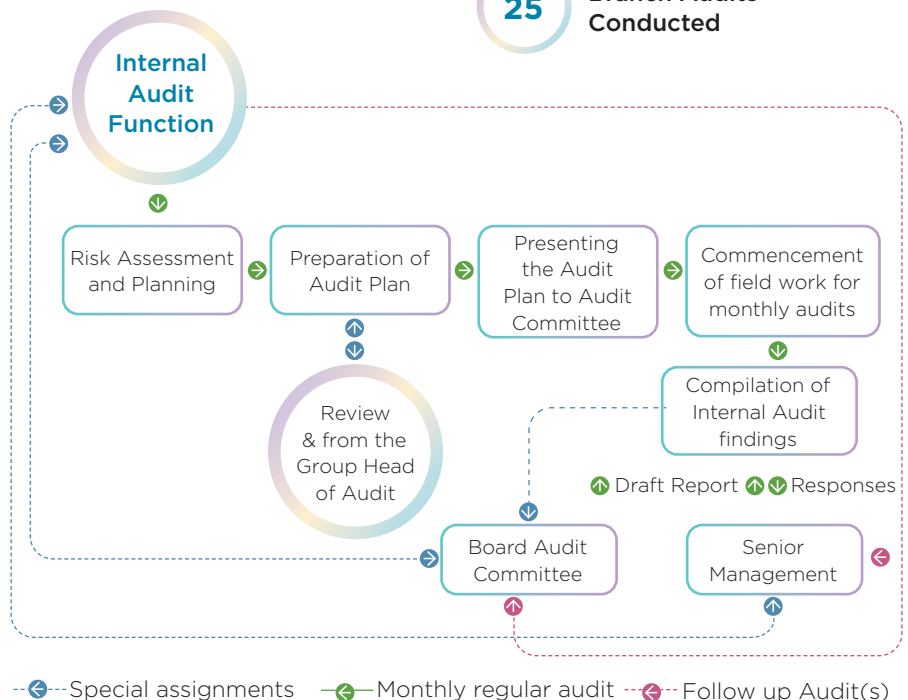 25
Branch Audits
Conducted
Internal
Audit
Function
Risk Assessment
and Planning
Preparation of
Audit Plan
Presenting
the Audit
Plan to Audit
Committee
Commencement
of field work for
monthly audits
Review
& from the
Group Head
of Audit
Compilation of
Internal Audit
findings
Draft Report
Responses
Board Audit
Committee
Senior
Management
Special assignments
Monthly regular audit
Follow up Audit(s)